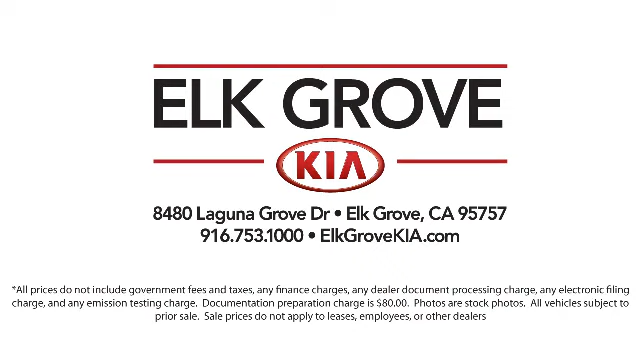 ELK GROVE
KIA
8480 Laguna Grove Dr • Elk Grove, CA 95757
916.753.1000 • ElkGroveKIA.com
*All prices do not include government fees and taxes, any finance charges, any dealer document processing charge, any electronic filing
charge, and any emission testing charge. Documentation preparation charge is $80.00. Photos are stock photos. All vehicles subject to
prior sale. Sale prices do not apply to leases, employees, or other dealers